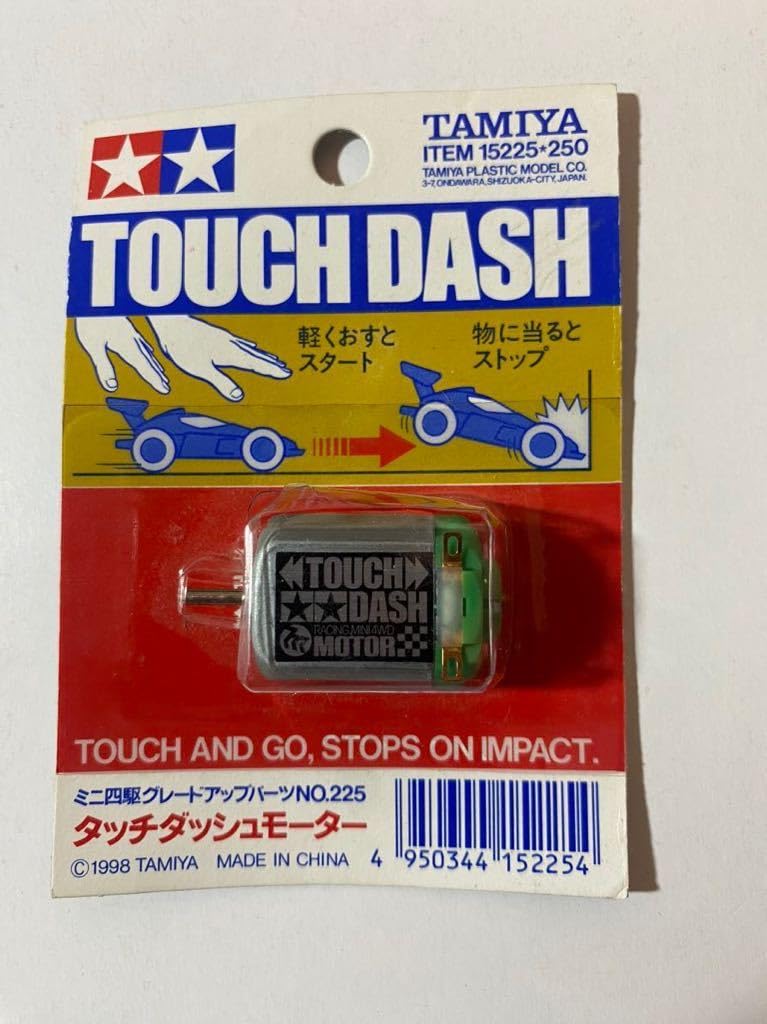 TAMIYA
ITEM 15225★250
TAMIYA PLASTIC MODEL CO.
3-7, ONDAWARA, SHIZUOKA-CITY, JAPAN.
TOUCH DASH
軽くおすと
スタート
物に当ると
ストップ
TOUCH
DASH
RACING MINI 4WD
MOTOR
TOUCH AND GO, STOPS ON IMPACT.
ミニ四駆グレードアップパーツNO.225
タッチダッシュモーター
©1998 TAMIYA MADE IN CHINA
4 950344 152254